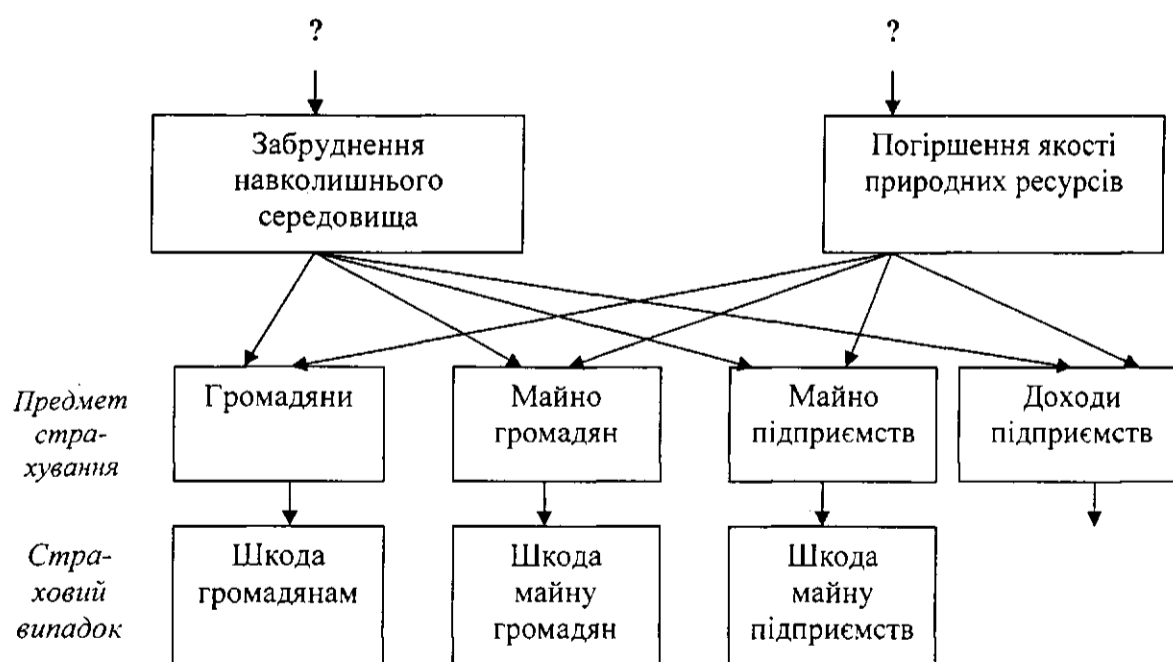 ?
?
Забруднення
навколишнього
середовища
Погіршення якості
природних ресурсів
Предмет
стра-
хування
Громадяни
Майно
громадян
Майно
підприємств
Доходи
підприємств
Стра-
ховий
випадок
Шкода
громадянам
Шкода
майну
громадян
Шкода
майну
підприємств